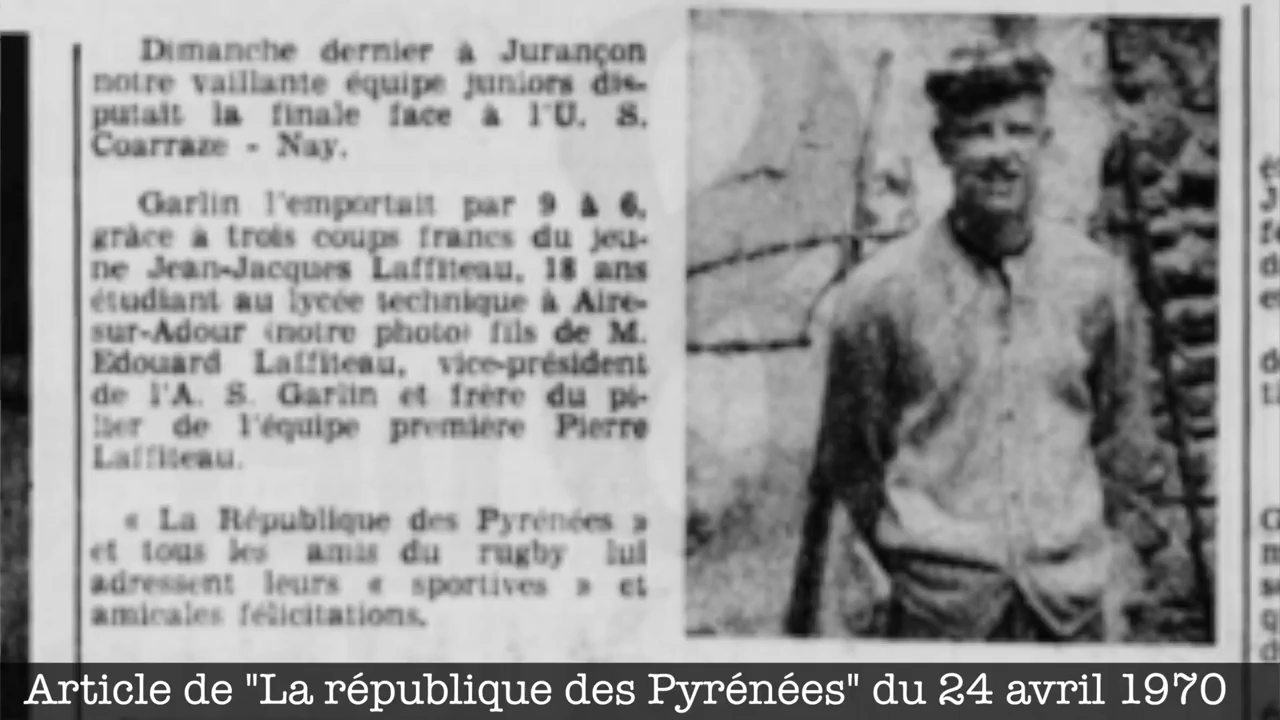 Dimanche dernier à Jurançon
notre vaillante équipe juniors dis-
putait la finale face à l'U. S.
Coarraze - Nay.
Garlin l'emportait par 9 à 6,
grâce à trois coups francs du jeu-
ne Jean-Jacques Laffiteau, 18 ans
étudiant au lycée technique à Aire-
sur-Adour (notre photo) fils de M.
Edouard Laffiteau, vice-président
de l'A. S. Garlin et frère du pi-
lier de l'équipe première Pierre
Laffiteau.
« La République des Pyrénées »
et tous les amis du rugby lui
adressent leurs « sportives » et
amicales félicitations.
Article de "La république des Pyrénées" du 24 avril 1970